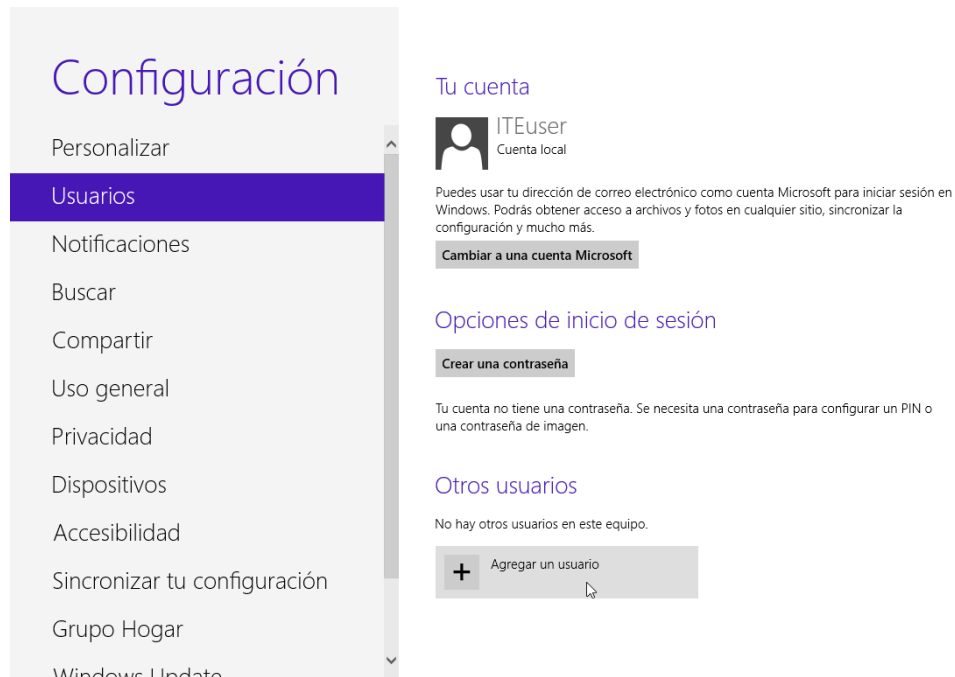 Configuración
Personalizar
Usuarios
Notificaciones
Buscar
Compartir
Uso general
Privacidad
Dispositivos
Accesibilidad
Sincronizar tu configuración
Grupo Hogar
Windows Update
Tu cuenta
ITEuser
Cuenta local
Puedes usar tu dirección de correo electrónico como cuenta Microsoft para iniciar sesión en
Windows. Podrás obtener acceso a archivos y fotos en cualquier sitio, sincronizar la
configuración y mucho más.
Cambiar a una cuenta Microsoft
Opciones de inicio de sesión
Crear una contraseña
Tu cuenta no tiene una contraseña. Se necesita una contraseña para configurar un PIN o
una contraseña de imagen.
Otros usuarios
No hay otros usuarios en este equipo.
Agregar un usuario